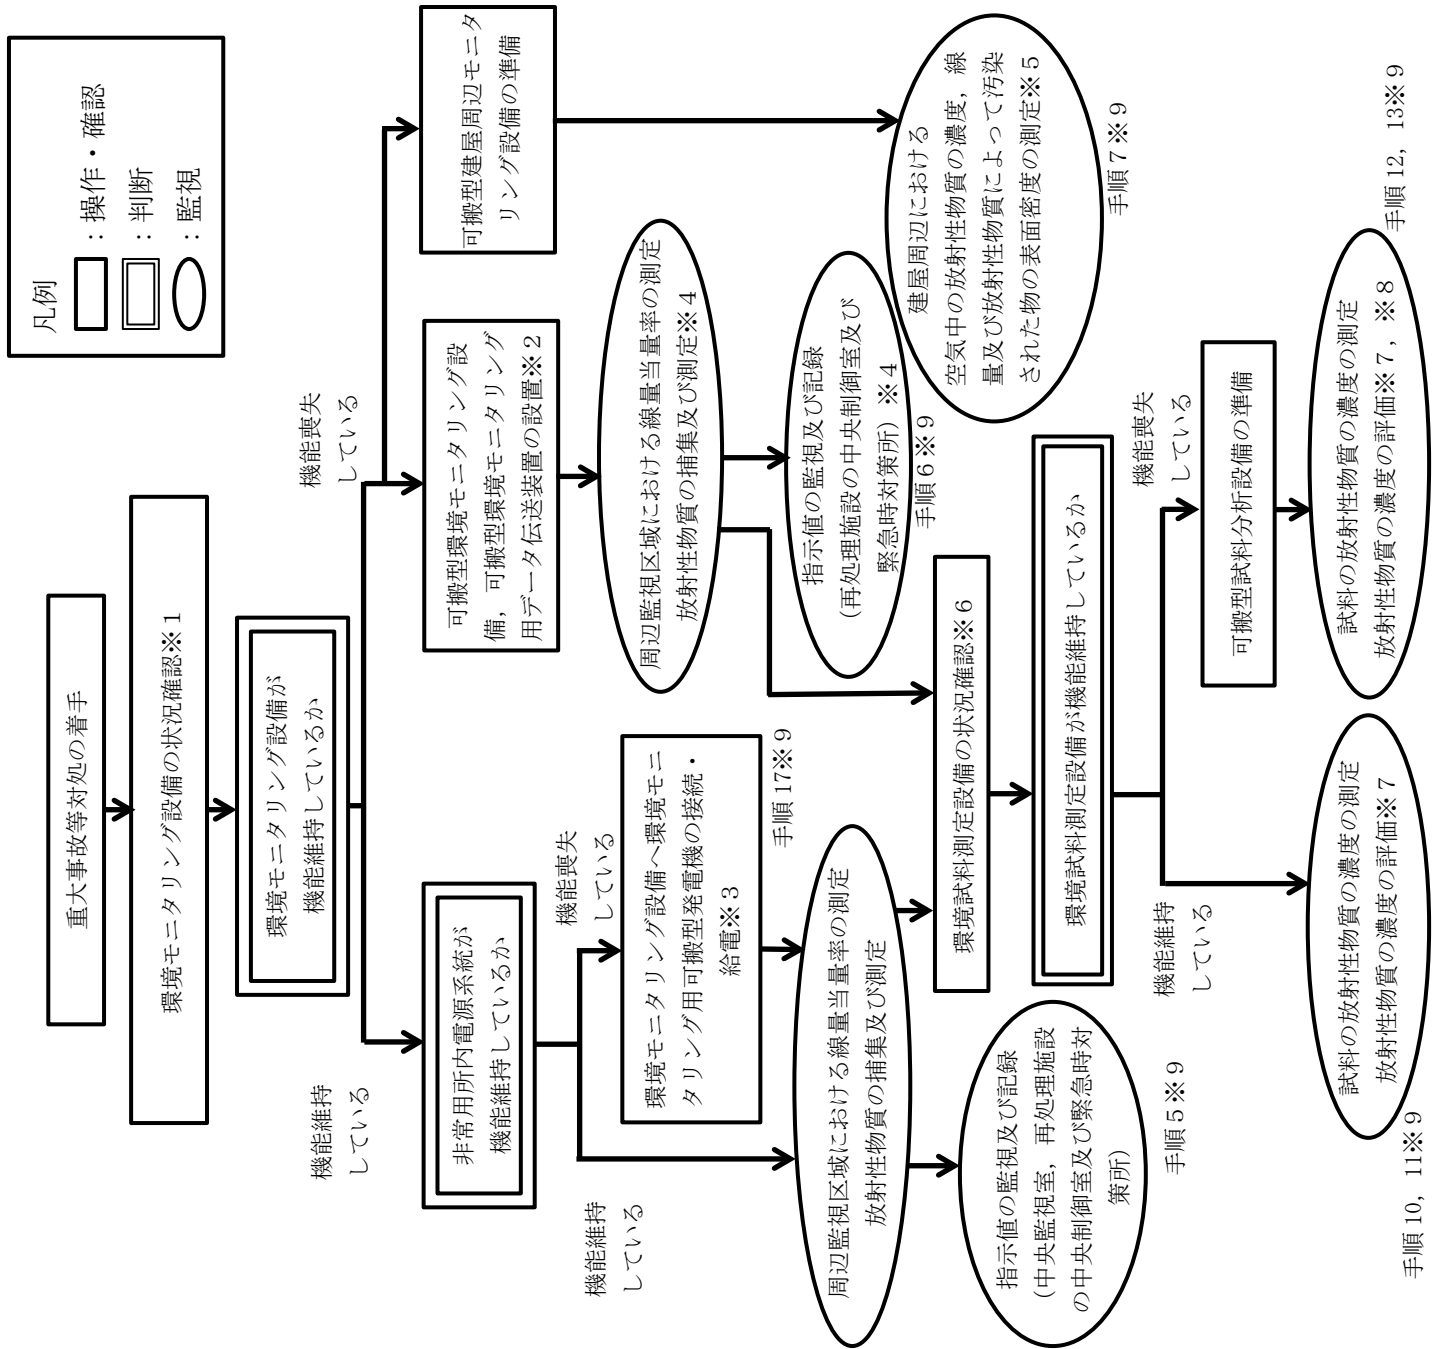 凡例
：操作・確認
：判断
：監視
重大事故等対処の着手
環境モニタリング設備の状況確認※１
環境モニタリング設備が
機能維持しているか
機能維持
している
機能喪失
している
非常用所内電源系統が
機能維持しているか
機能維持
している
機能喪失
している
環境モニタリング設備へ環境モニ
タリング用可搬型発電機の接続・
給電※３
手順17※９
周辺監視区域における線量当量率の測定
放射性物質の捕集及び測定
指示値の監視及び記録
（中央監視室，再処理施設
の中央制御室及び緊急時対
策所）
手順５※９
可搬型環境モニタリング設
備，可搬型環境モニタリング
用データ伝送装置の設置※２
周辺監視区域における線量当量率の測定
放射性物質の捕集及び測定※４
指示値の監視及び記録
（再処理施設の中央制御室及び
緊急時対策所）※４
手順６※９
可搬型建屋周辺モニタ
リング設備の準備
建屋周辺における
空気中の放射性物質の濃度，線
量及び放射性物質によって汚染
された物の表面密度の測定※５
手順７※９
環境試料測定設備の状況確認※６
環境試料測定設備が機能維持しているか
機能維持
している
機能喪失
している
試料の放射性物質の濃度の測定
放射性物質の濃度の評価※７
手順10，11※９
可搬型試料分析設備の準備
試料の放射性物質の濃度の測定
放射性物質の濃度の評価※７，※８
手順12，13※９